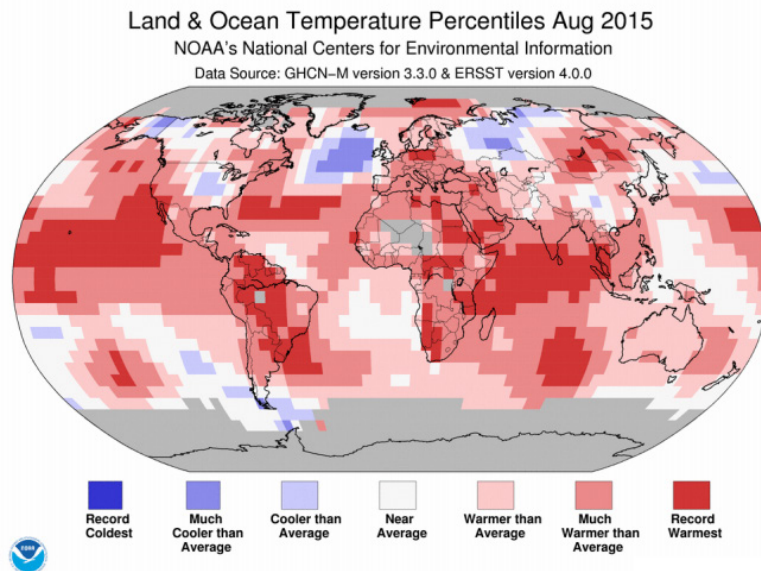 Land & Ocean Temperature Percentiles Aug 2015
NOAA's National Centers for Environmental Information
Data Source: GHCN–M version 3.3.0 & ERSST version 4.0.0
Record
Coldest
Much
Cooler than
Average
Cooler than
Average
Near
Average
Warmer than
Average
Much
Warmer than
Average
Record
Warmest
NOAA